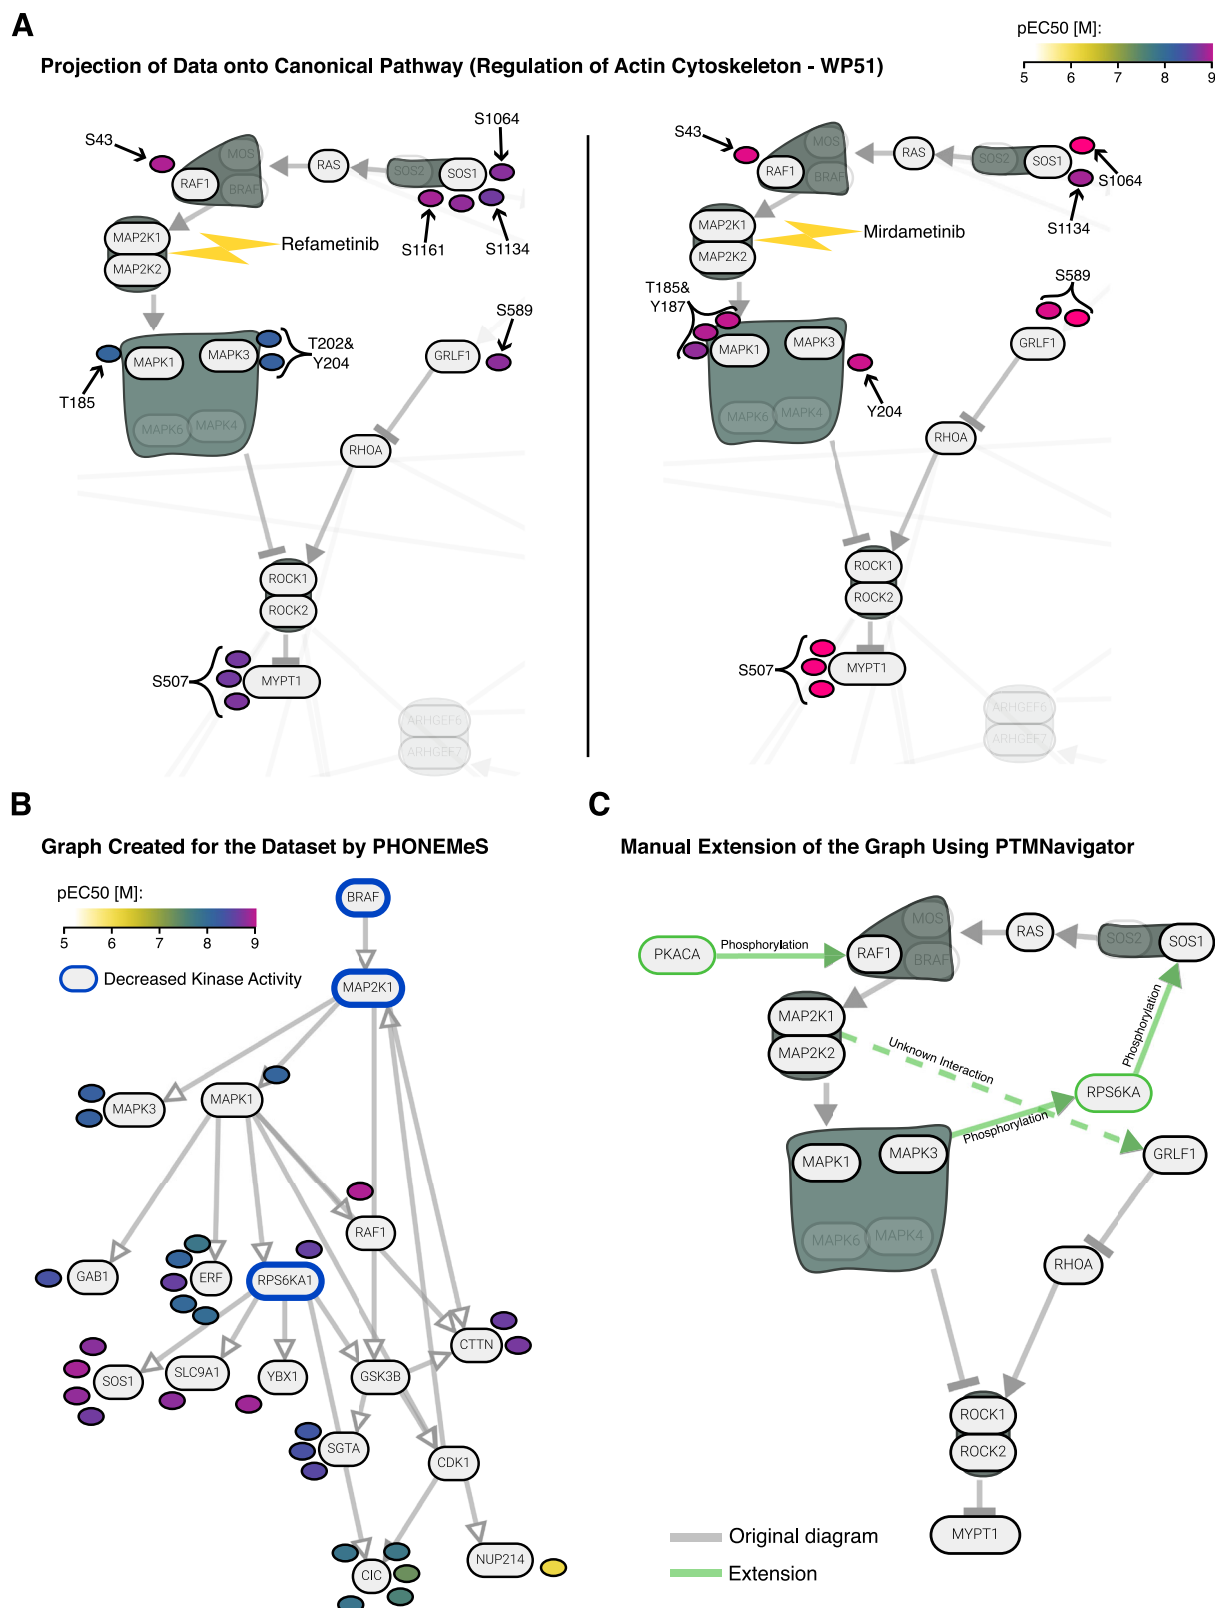 A
pEC50 [M]:
Projection of Data onto Canonical Pathway (Regulation of Actin Cytoskeleton - WP51)
5 6 7 8 9
S43
S1064
MOS
RAF1
BRAF
RAS
SOS2
SOS1
S1161
S1134
MAP2K1
MAP2K2
Refametinib
S589
T202&
Y204
MAPK1
MAPK3
GRLF1
T185
MAPK6
MAPK4
RHOA
ROCK1
ROCK2
S507
MYPT1
ARHGEF6
ARHGEF7
S43
MOS
RAF1
BRAF
RAS
SOS2
SOS1
S1064
S1134
MAP2K1
MAP2K2
Mirdametinib
S589
T185&
Y187
MAPK1
MAPK3
GRLF1
Y204
MAPK6
MAPK4
RHOA
ROCK1
ROCK2
S507
MYPT1
ARHGEF6
ARHGEF7
B
Graph Created for the Dataset by PHONEMeS
pEC50 [M]:
5 6 7 8 9
Decreased Kinase Activity
BRAF
MAP2K1
MAPK3
MAPK1
RAF1
GAB1
ERF
RPS6KA1
CTTN
SOS1
SLC9A1
YBX1
GSK3B
SGTA
CDK1
CIC
NUP214
C
Manual Extension of the Graph Using PTMNavigator
PKACA
Phosphorylation
MOS
RAF1
BRAF
RAS
SOS2
SOS1
MAP2K1
MAP2K2
Unknown Interaction
Phosphorylation
RPS6KA
Phosphorylation
MAPK1
MAPK3
GRLF1
MAPK6
MAPK4
RHOA
ROCK1
ROCK2
MYPT1
Original diagram
Extension